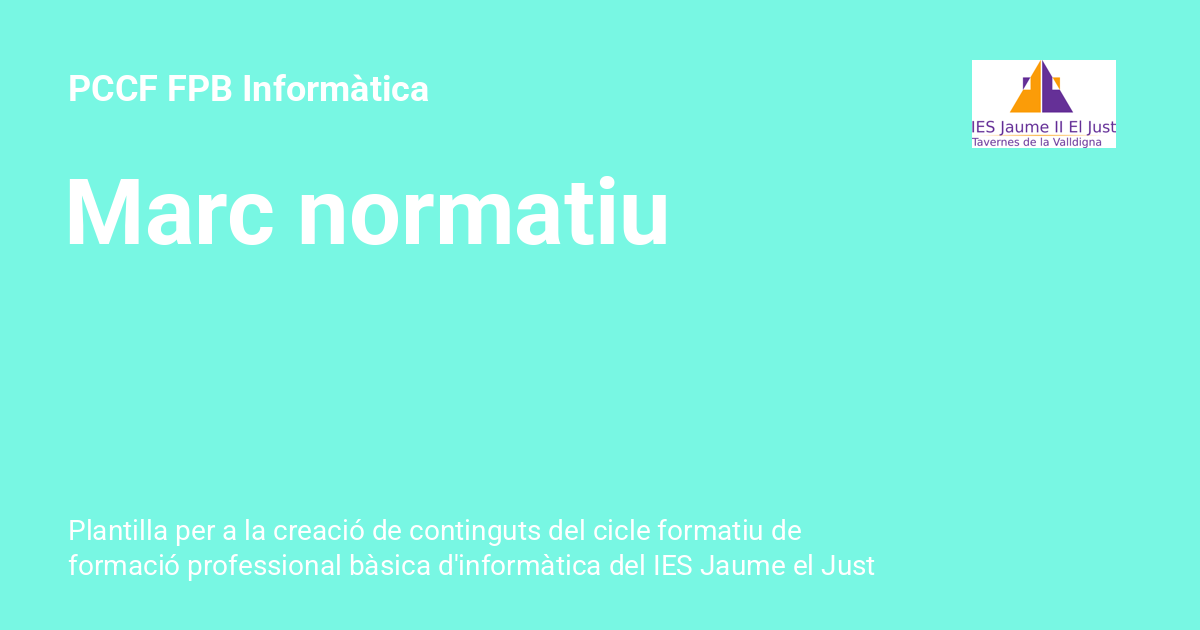 PCCF FPB Informàtica
IES Jaume II El Just
Tavernes de la Valldigna
Marc normatiu
Plantilla per a la creació de continguts del cicle formatiu de
formació professional bàsica d'informàtica del IES Jaume el Just